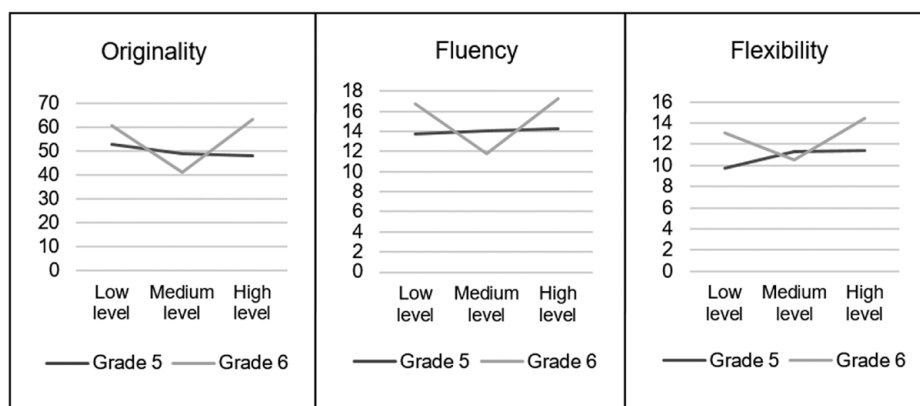 Originality
70
60
50
40
30
20
10
0
Low level
Medium level
High level
Grade 5
Grade 6
Fluency
18
16
14
12
10
8
6
4
2
0
Low level
Medium level
High level
Grade 5
Grade 6
Flexibility
16
14
12
10
8
6
4
2
0
Low level
Medium level
High level
Grade 5
Grade 6